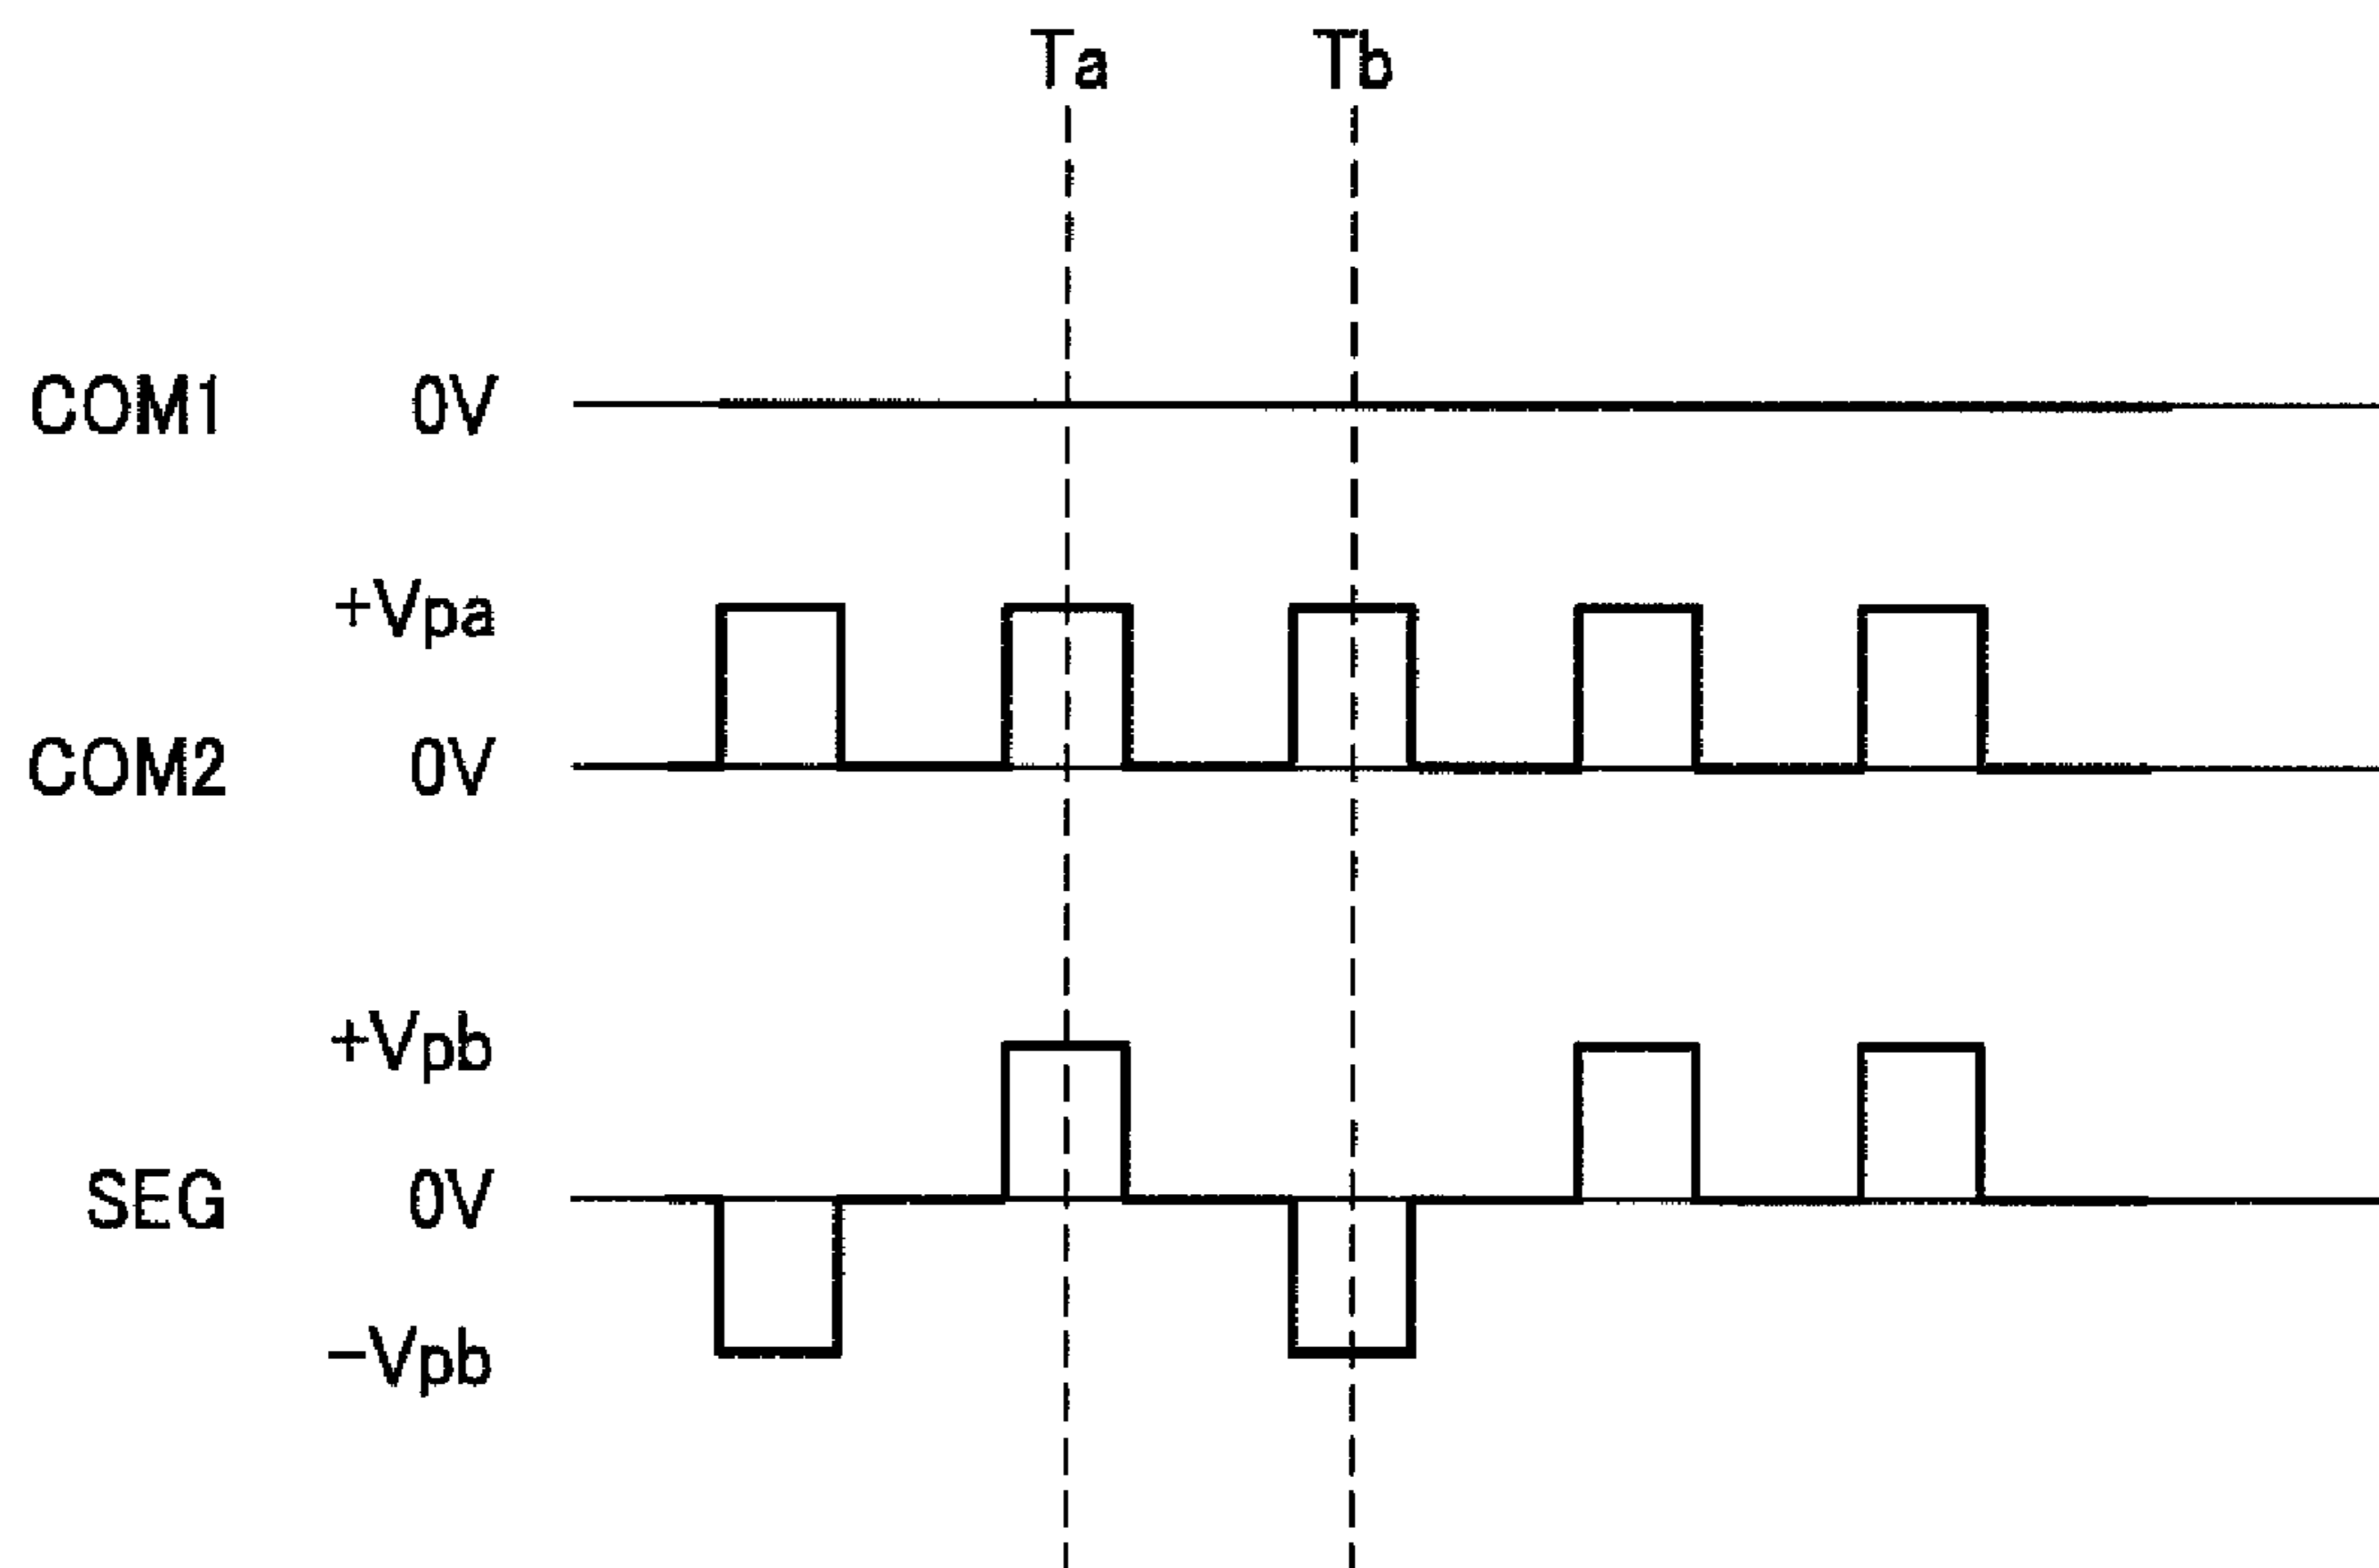 Ta Tb
COM1 0V
+Vpa
COM2 0V
+Vpb
SEG 0V
−Vpb